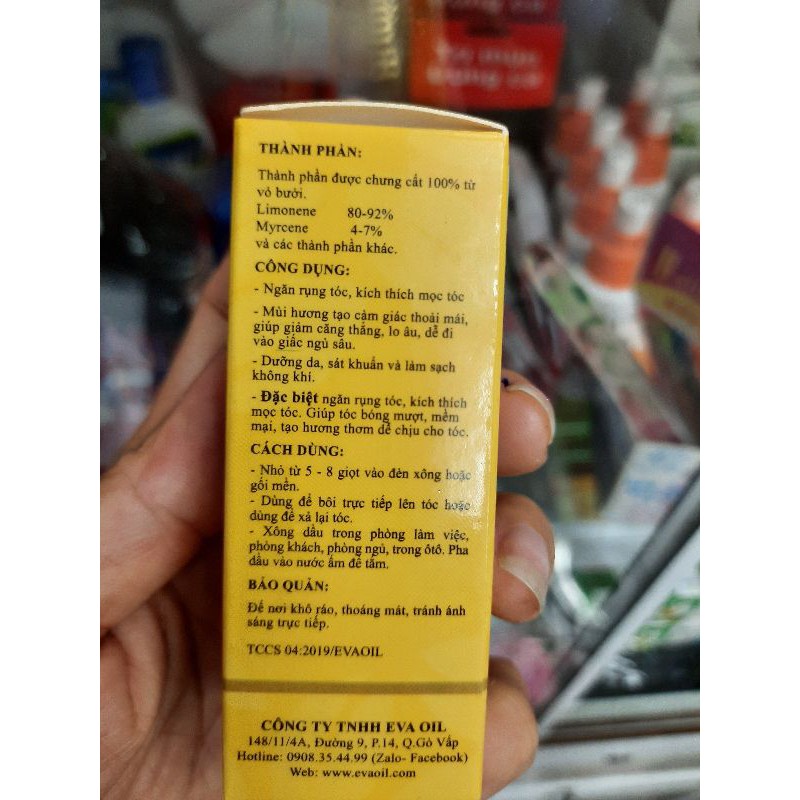 THÀNH PHẦN:
Thành phần được chưng cất 100% từ
vỏ bưởi.
Limonene 80-92%
Myrcene 4-7%
và các thành phần khác.
CÔNG DỤNG:
- Ngăn rụng tóc, kích thích mọc tóc
- Mùi hương tạo cảm giác thoải mái,
giúp giảm căng thẳng, lo âu, dễ đi
vào giấc ngủ sâu.
- Dưỡng da, sát khuẩn và làm sạch
không khí.
- Đặc biệt ngăn rụng tóc, kích thích
mọc tóc. Giúp tóc bóng mượt, mềm
mại, tạo hương thơm dễ chịu cho tóc.
CÁCH DÙNG:
- Nhỏ từ 5 - 8 giọt vào đèn xông hoặc
gối mền.
- Dùng để bôi trực tiếp lên tóc hoặc
dùng để xả lại tóc.
- Xông dầu trong phòng làm việc,
phòng khách, phòng ngủ, trong ôtô. Pha
dầu vào nước ấm để tắm.
BẢO QUẢN:
Để nơi khô ráo, thoáng mát, tránh ánh
sáng trực tiếp.
TCCS 04:2019/EVAOIL
CÔNG TY TNHH EVA OIL
148/11/4A, Đường 9, P.14, Q.Gò Vấp
Hotline: 0908.35.44.99 (Zalo- Facebook)
Web: www.evaoil.com